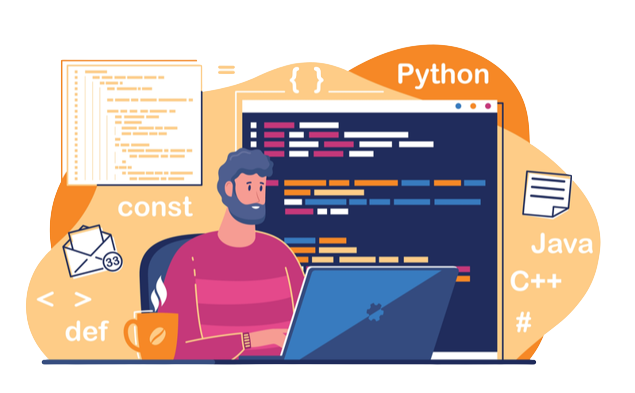 =
{ }
Python
const
33
< >
def
Java
C++
#